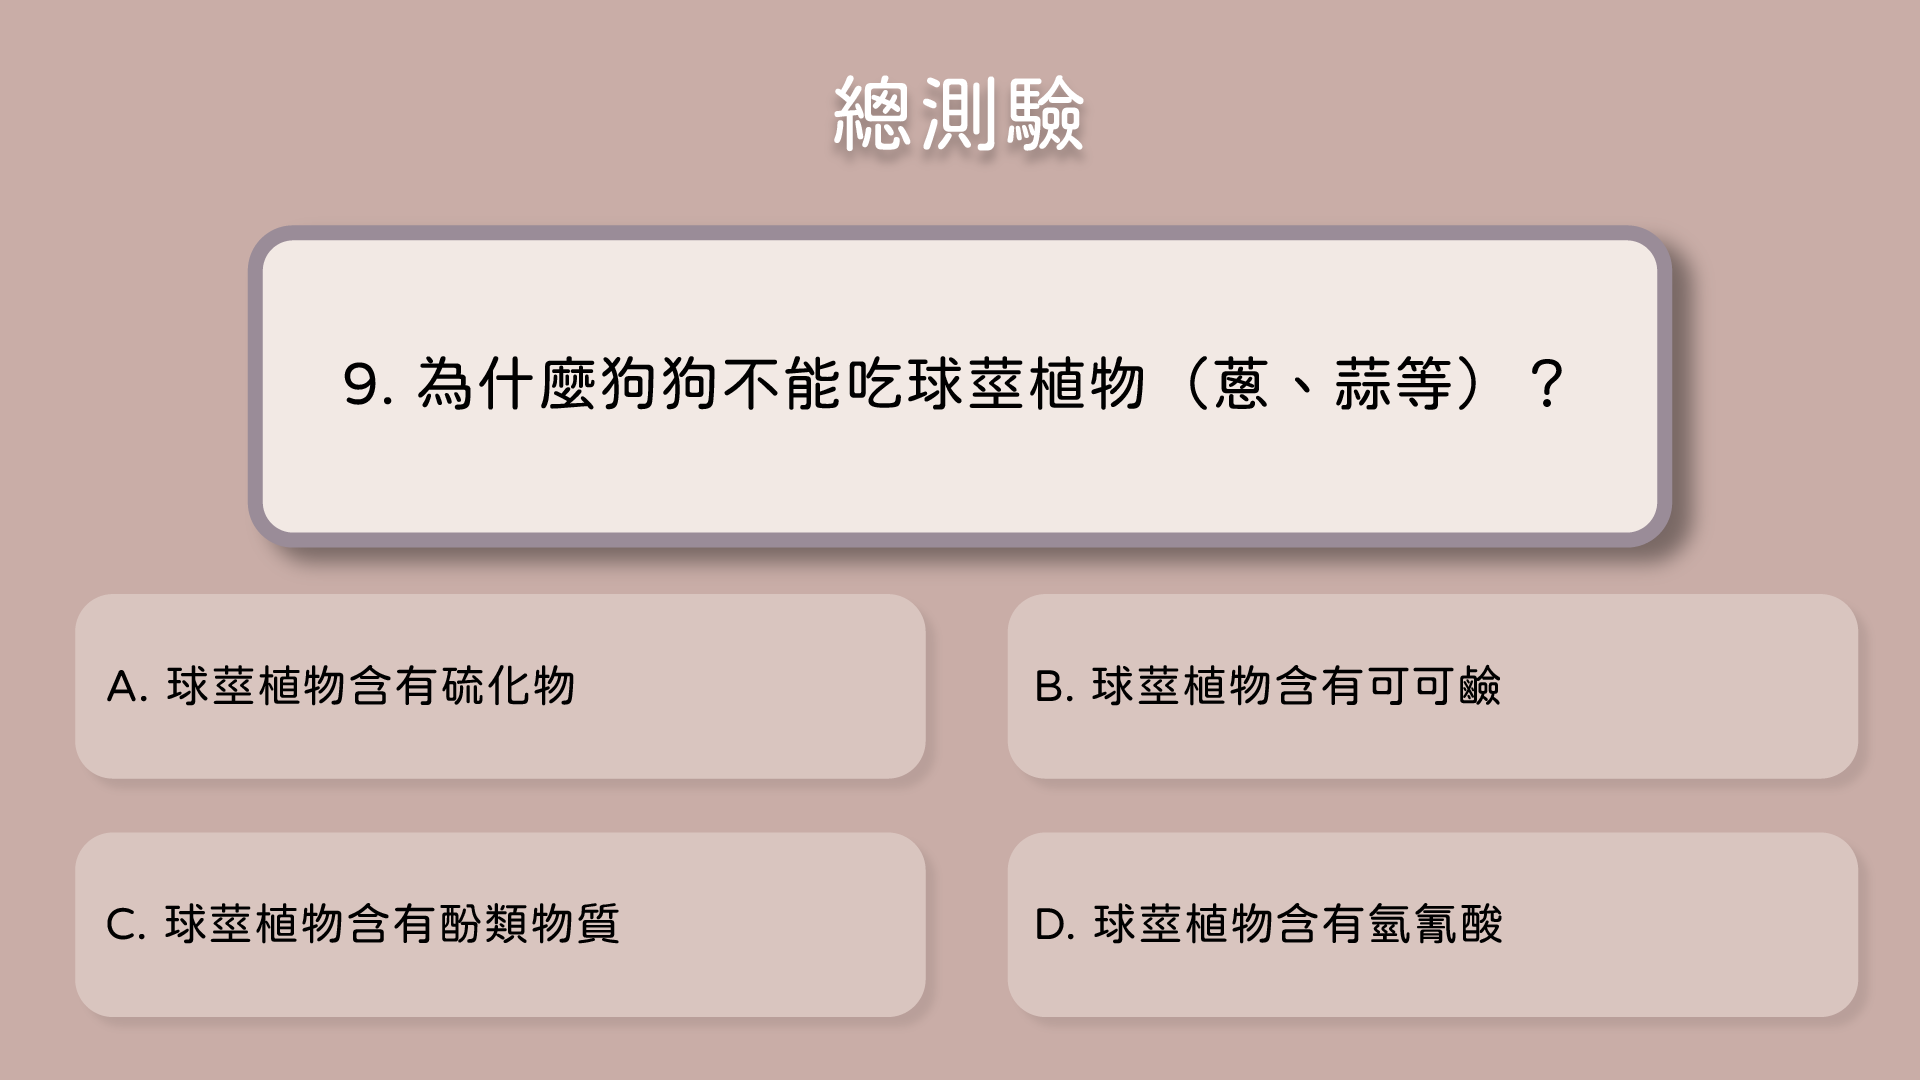 總測驗
9. 為什麼狗狗不能吃球莖植物（蔥、蒜等）？
A. 球莖植物含有硫化物
B. 球莖植物含有可可鹼
C. 球莖植物含有酚類物質
D. 球莖植物含有氫氰酸